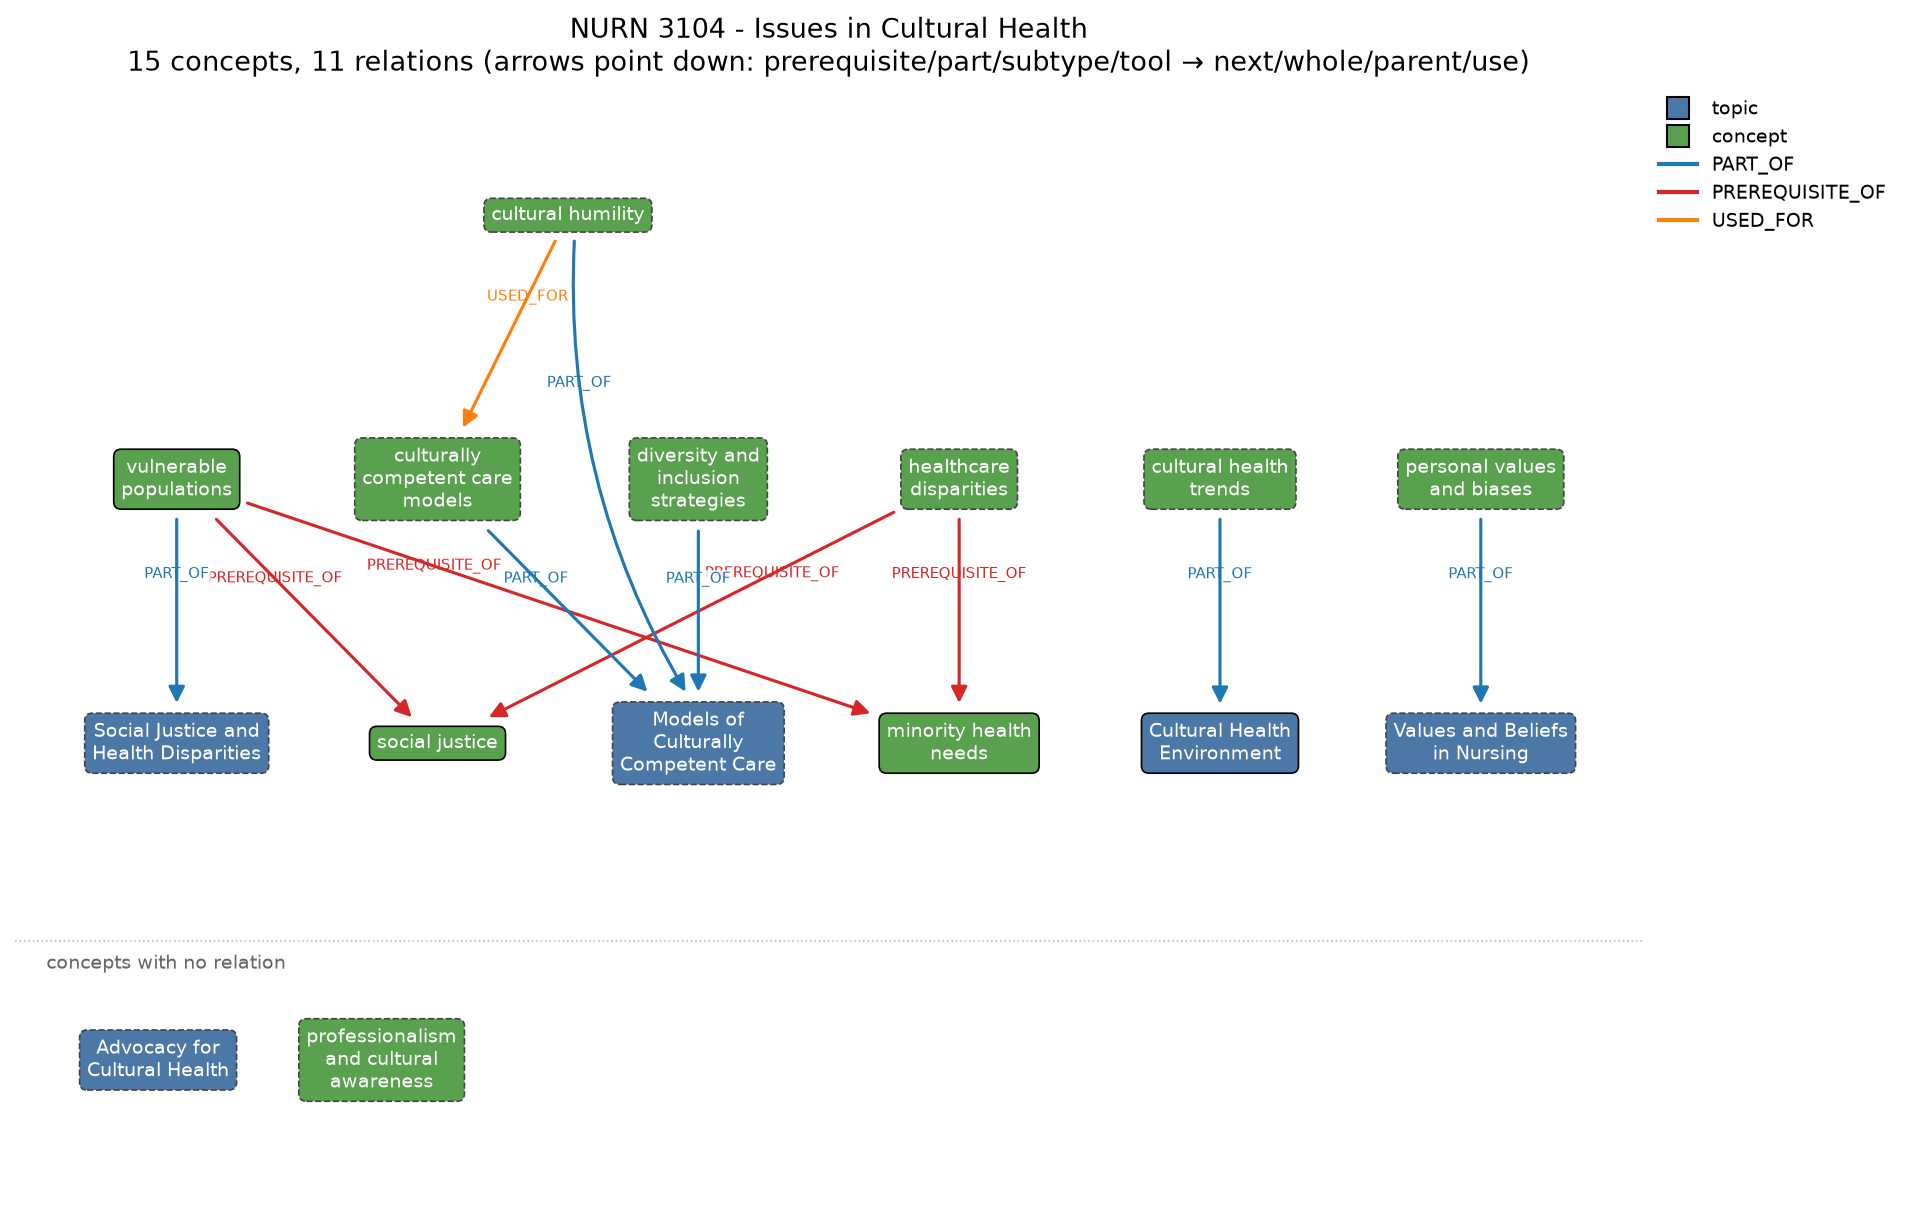 NURN 3104 - Issues in Cultural Health
15 concepts, 11 relations (arrows point down: prerequisite/part/subtype/tool → next/whole/parent/use)
topic
concept
PART_OF
PREREQUISITE_OF
USED_FOR
cultural humility
USED_FOR
PART_OF
vulnerable
populations
culturally
competent care
models
diversity and
inclusion
strategies
healthcare
disparities
cultural health
trends
personal values
and biases
PART_OF
PREREQUISITE_OF
PREREQUISITE_OF
PART_OF
PART_OF
PREREQUISITE_OF
PREREQUISITE_OF
PART_OF
PART_OF
Social Justice and
Health Disparities
social justice
Models of
Culturally
Competent Care
minority health
needs
Cultural Health
Environment
Values and Beliefs
in Nursing
concepts with no relation
Advocacy for
Cultural Health
professionalism
and cultural
awareness